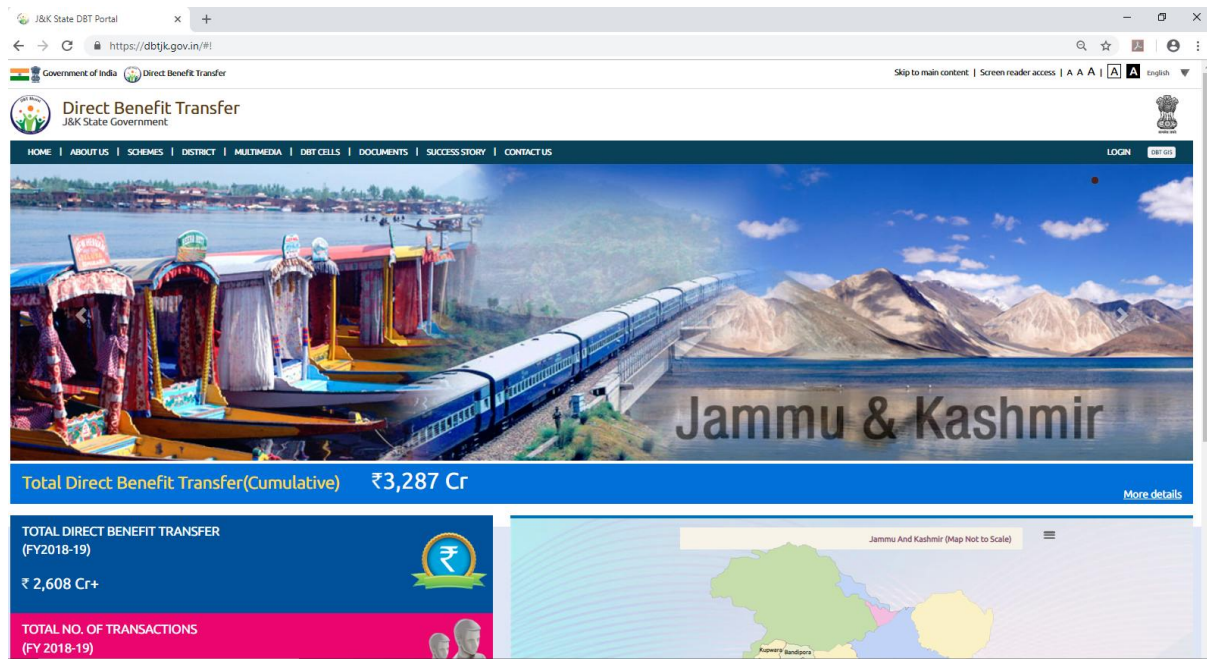 J&K State DBT Portal
https://dbtjk.gov.in/#!
Government of India Direct Benefit Transfer
Skip to main content | Screen reader access | A A A | A A English
Direct Benefit Transfer
J&K State Government
HOME | ABOUT US | SCHEMES | DISTRICT | MULTIMEDIA | DBT CELLS | DOCUMENTS | SUCCESS STORY | CONTACT US
LOGIN DBT GIS
Jammu & Kashmir
Total Direct Benefit Transfer(Cumulative) ₹3,287 Cr
More details
TOTAL DIRECT BENEFIT TRANSFER
(FY2018-19)
₹ 2,608 Cr+
TOTAL NO. OF TRANSACTIONS
(FY 2018-19)
Jammu And Kashmir (Map Not to Scale)
Kupwara Bandipora